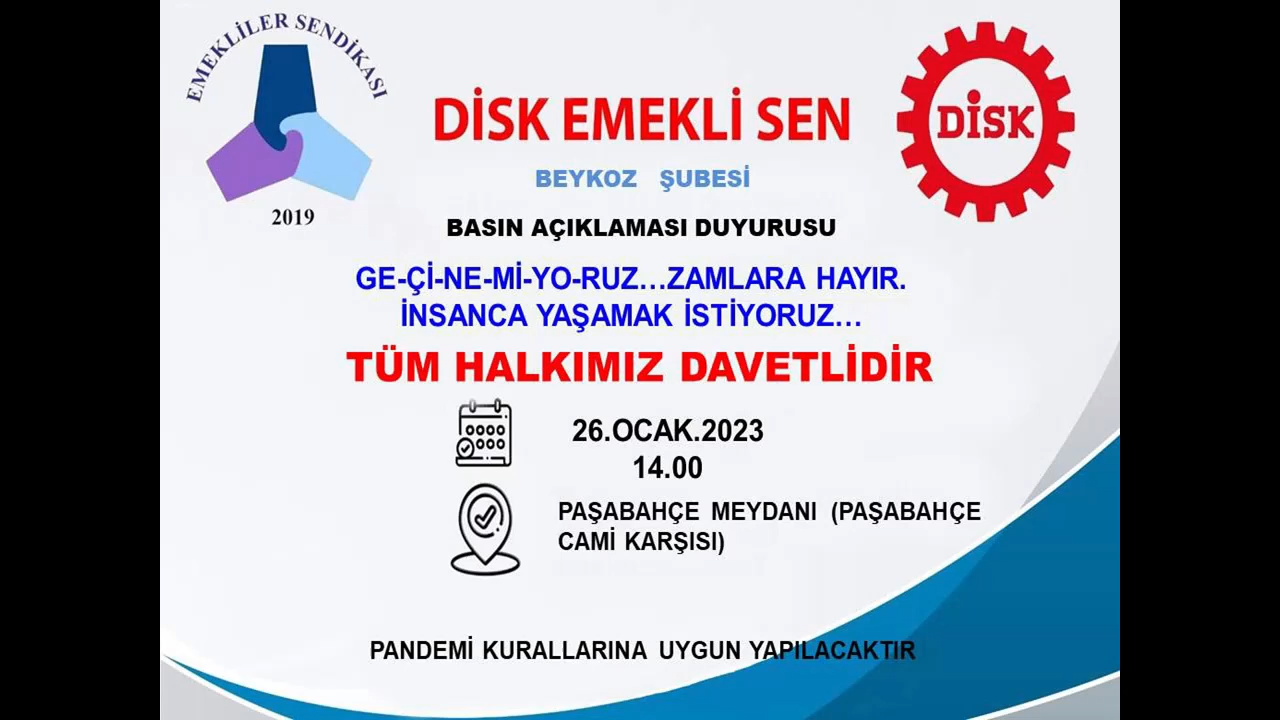 EMEKLİLER SENDİKASI
2019
DİSK EMEKLİ SEN
DİSK
BEYKOZ ŞUBESİ
BASIN AÇIKLAMASI DUYURUSU
GE-Çİ-NE-Mİ-YO-RUZ…ZAMLARA HAYIR.
İNSANCA YAŞAMAK İSTİYORUZ…
TÜM HALKIMIZ DAVETLİDİR
26.OCAK.2023
14.00
PAŞABAHÇE MEYDANI (PAŞABAHÇE
CAMİ KARŞISI)
PANDEMİ KURALLARINA UYGUN YAPILACAKTIR